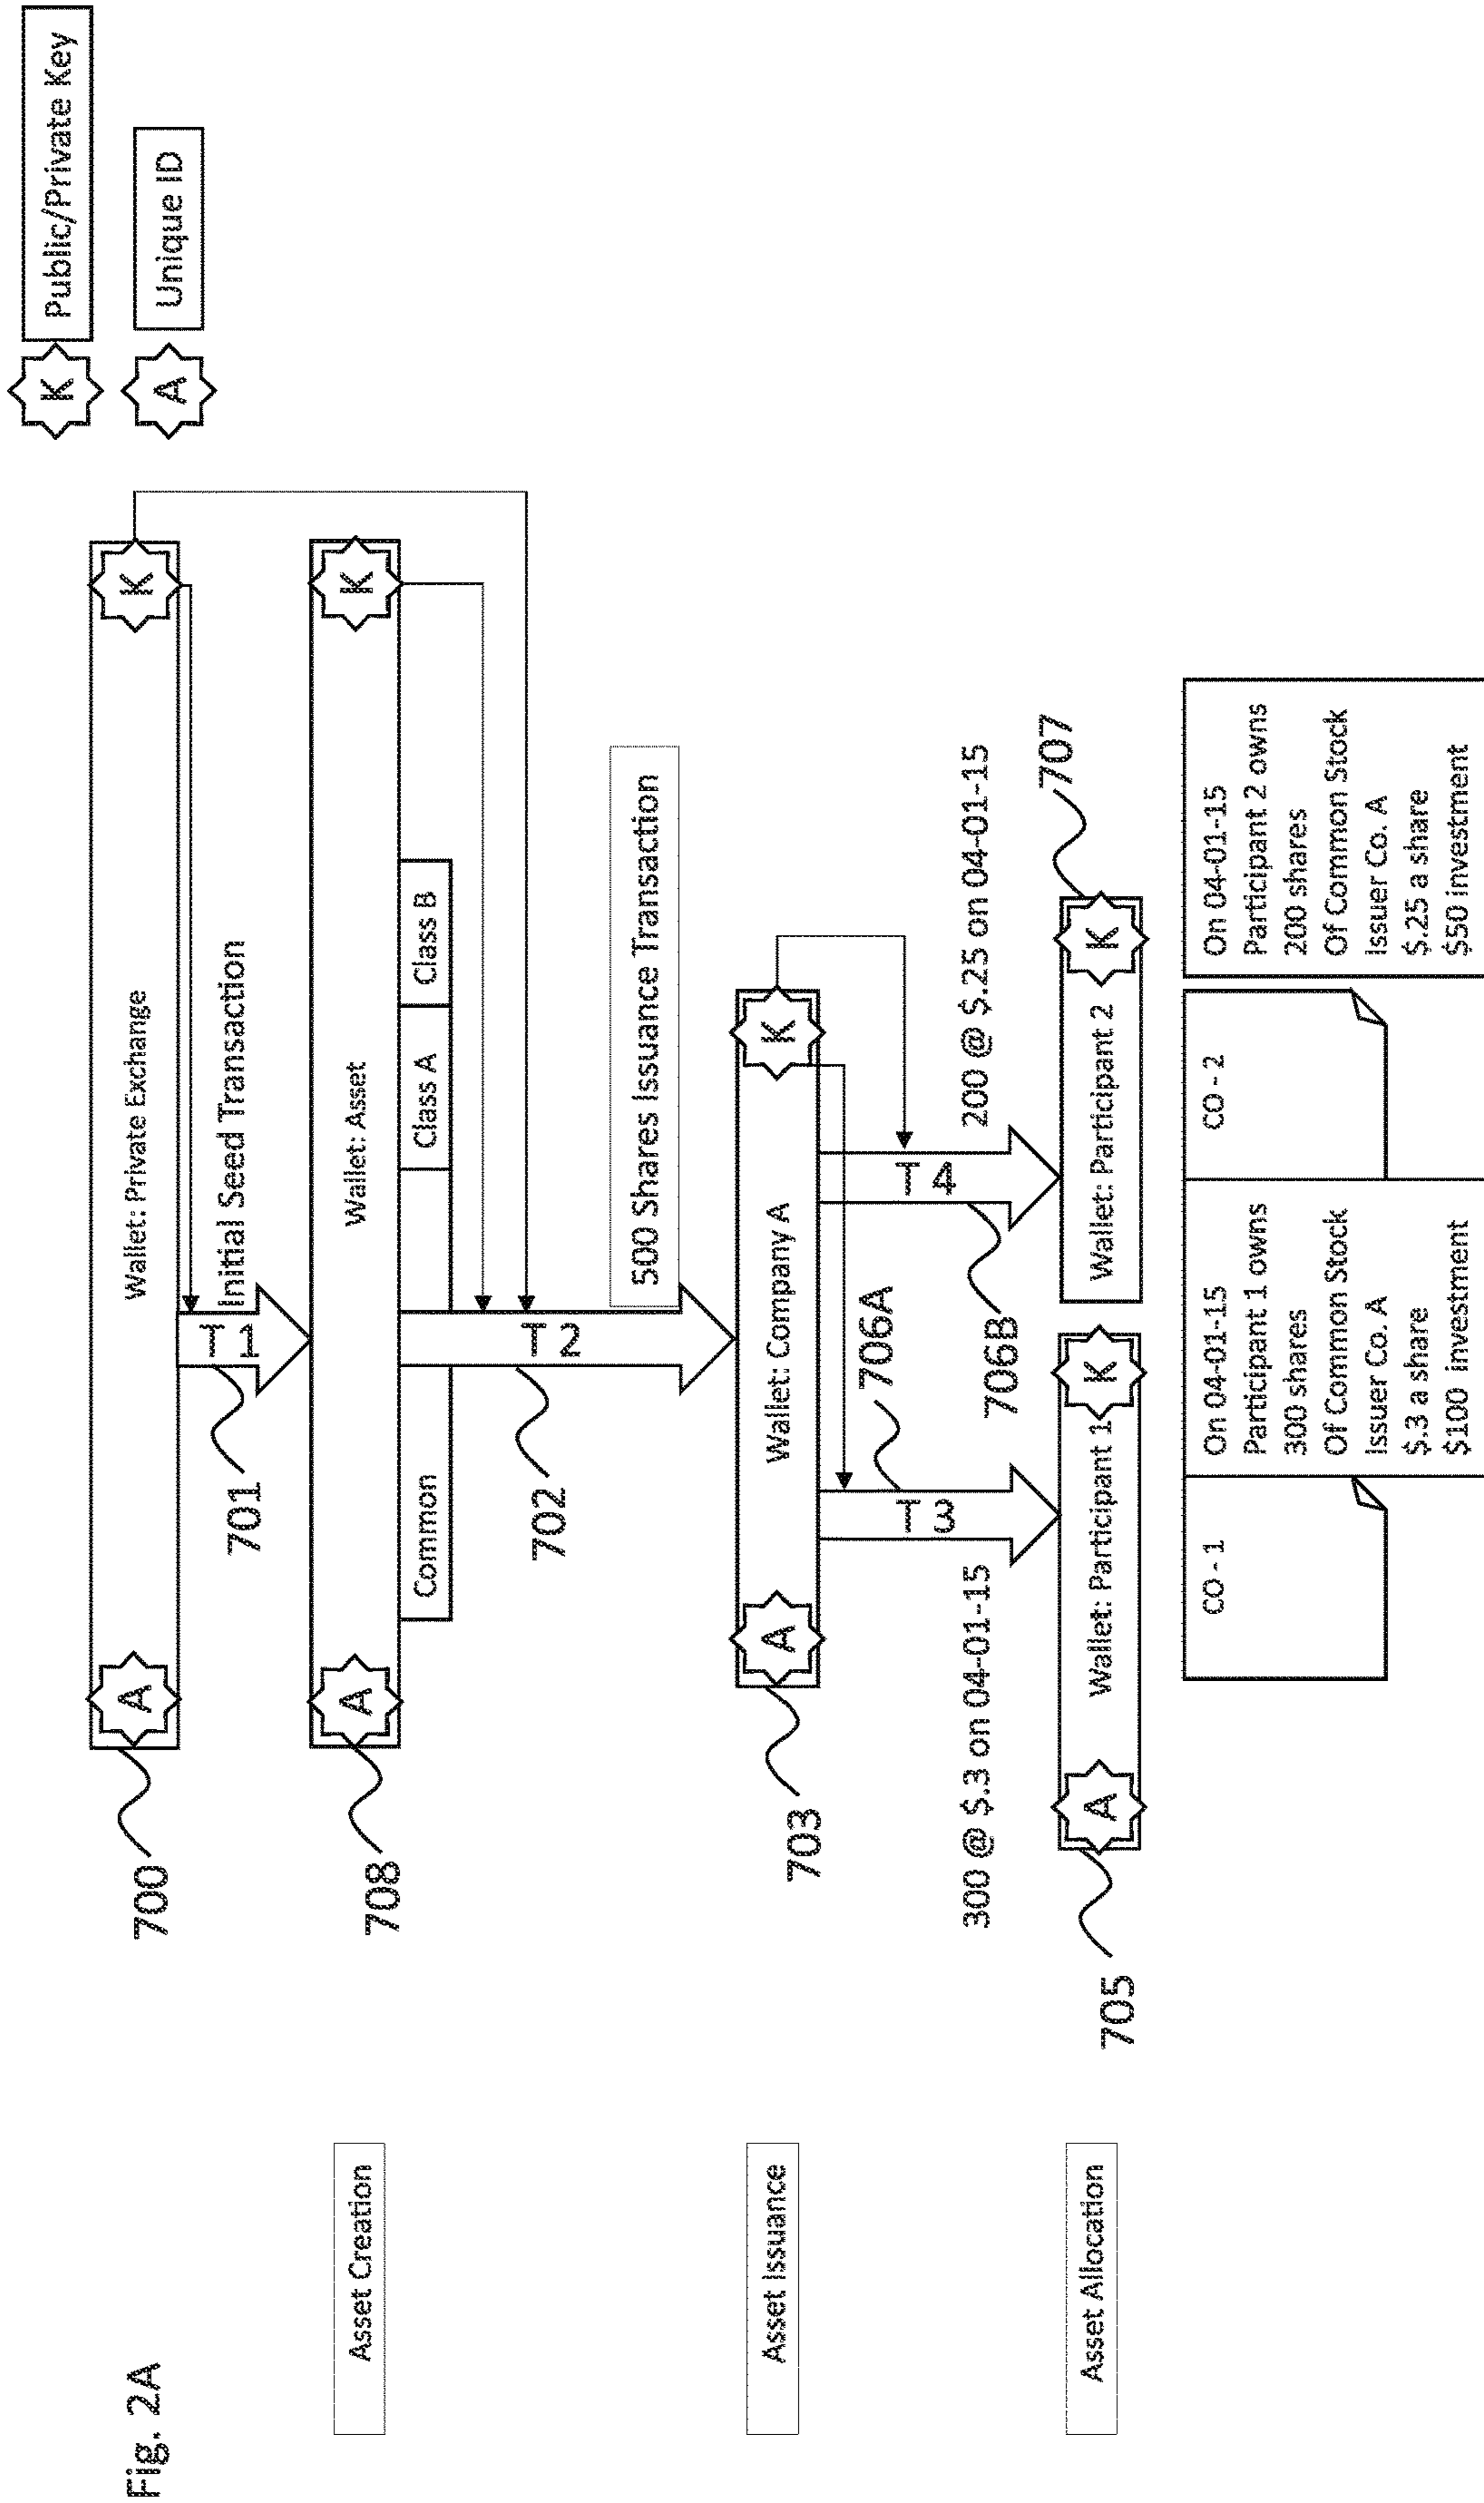 Fig. 2A
K
Public/Private Key
A
Unique ID
700
A
Wallet: Private Exchange
K
701
T 1
Initial Seed Transaction
Asset Creation
708
A
Wallet: Asset
K
Common
Class A
Class B
702
T 2
500 Shares Issuance Transaction
Asset Issuance
703
A
Wallet: Company A
K
706A
T 3
T 4
300 @ $.3 on 04-01-15
706B
200 @ $.25 on 04-01-15
Asset Allocation
705
A
Wallet: Participant 1
K
Wallet: Participant 2
K
707
CO - 1
On 04-01-15
Participant 1 owns
300 shares
Of Common Stock
Issuer Co. A
$.3 a share
$100 investment
CO - 2
On 04-01-15
Participant 2 owns
200 shares
Of Common Stock
Issuer Co. A
$.25 a share
$50 investment